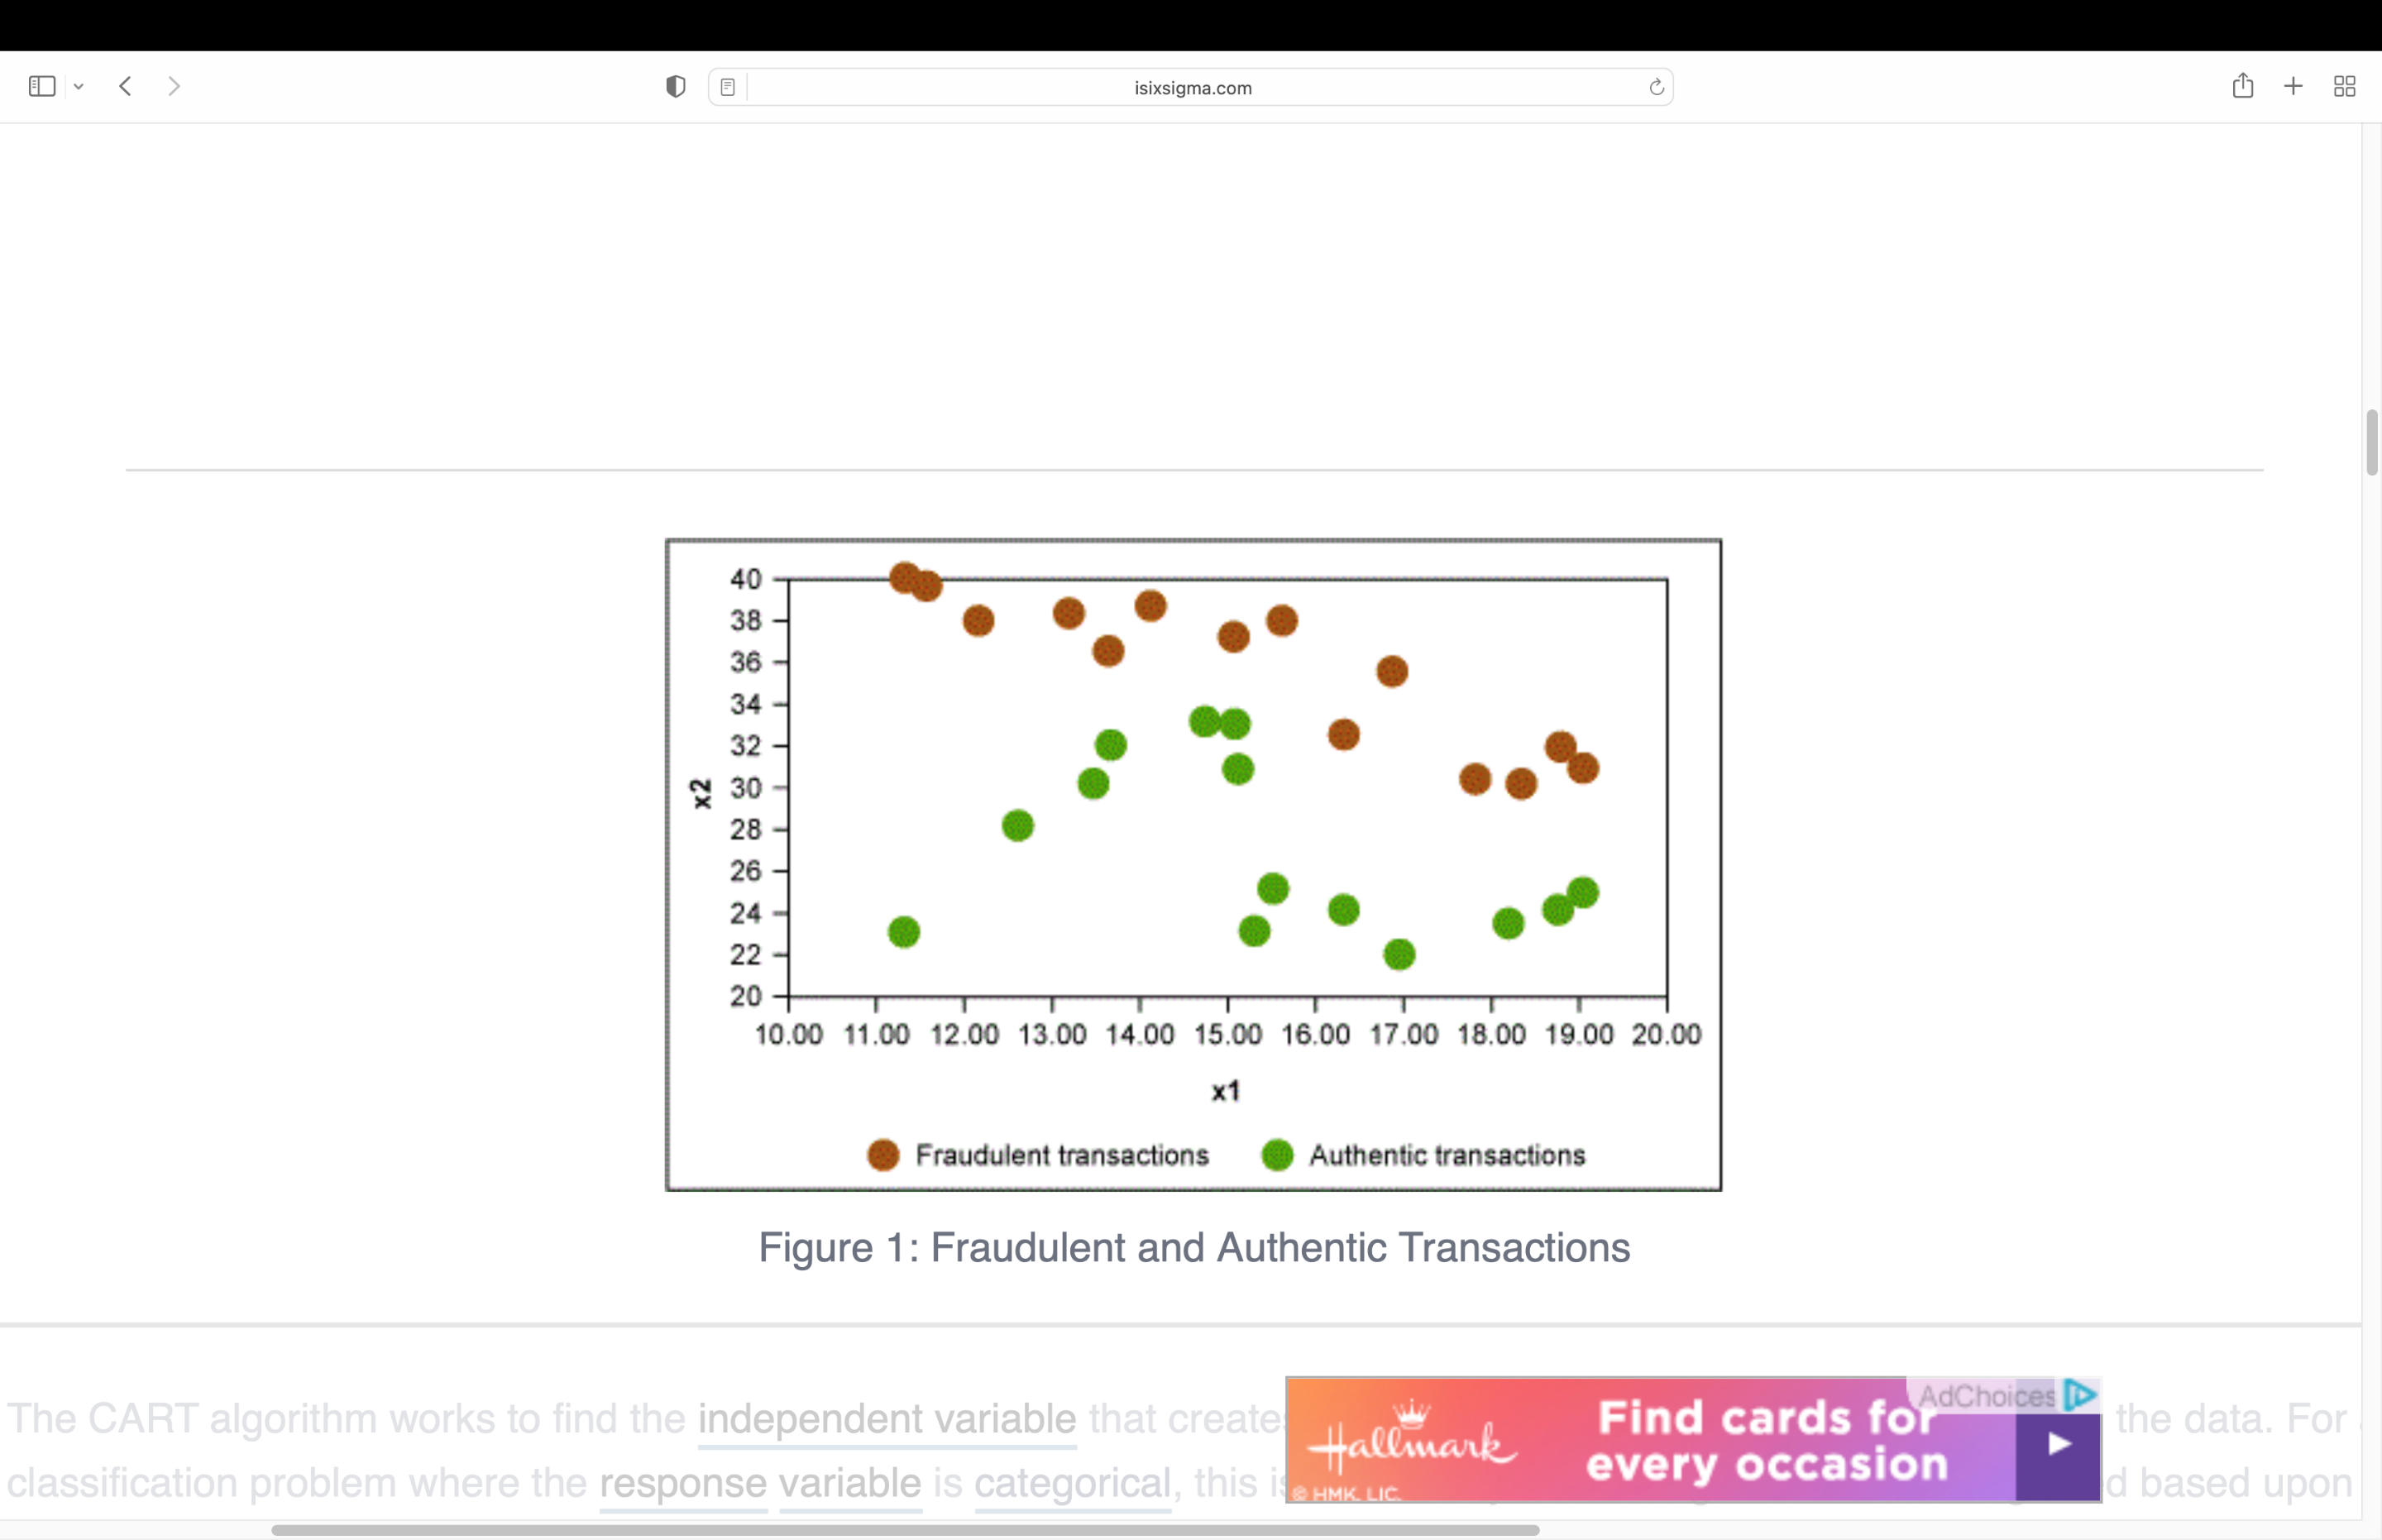 isixsigma.com
40
38
36
34
32
30
28
26
24
22
20
x2
10.00 11.00 12.00 13.00 14.00 15.00 16.00 17.00 18.00 19.00 20.00
x1
Fraudulent transactions Authentic transactions
Figure 1: Fraudulent and Authentic Transactions
The CART algorithm works to find the independent variable that creates the data. For
classification problem where the response variable is categorical, this is d based upon
AdChoices
Hallmark
Find cards for
every occasion
© HMK. LIC.